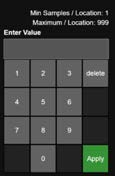 Min Samples / Location: 1
Maximum / Location: 999
Enter Value
1 2 3 delete
4 5 6
7 8 9
0 Apply